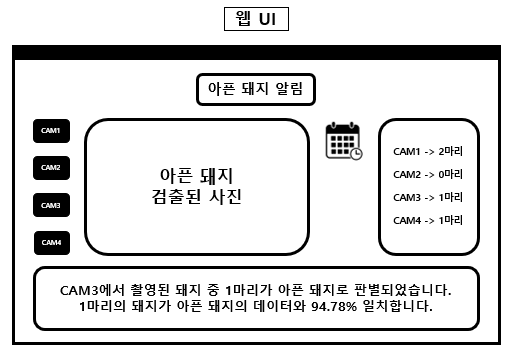 웹 UI
아픈 돼지 알림
CAM1
CAM2
CAM3
CAM4
아픈 돼지
검출된 사진
CAM1 -> 2마리
CAM2 -> 0마리
CAM3 -> 1마리
CAM4 -> 1마리
CAM3에서 촬영된 돼지 중 1마리가 아픈 돼지로 판별되었습니다.
1마리의 돼지가 아픈 돼지의 데이터와 94.78% 일치합니다.